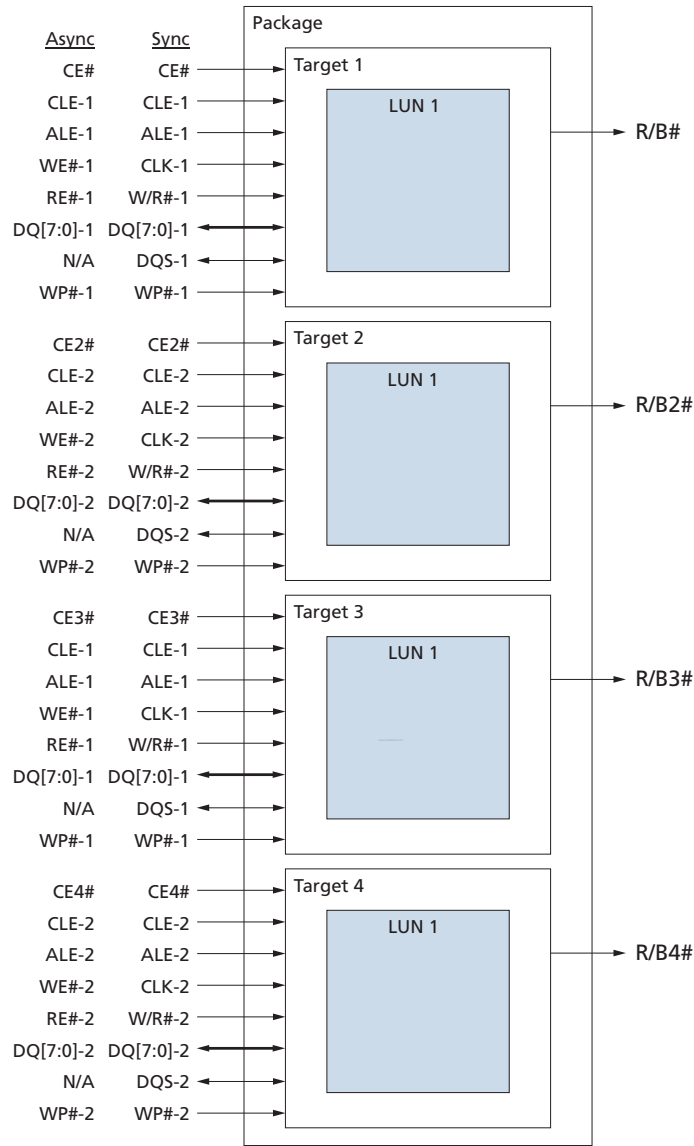 Package
Async Sync
Target 1
CE# CE#
CLE-1 CLE-1
LUN 1
ALE-1 ALE-1
R/B#
WE#-1 CLK-1
RE#-1 W/R#-1
DQ[7:0]-1 DQ[7:0]-1
N/A DQS-1
WP#-1 WP#-1
Target 2
CE2# CE2#
CLE-2 CLE-2
LUN 1
ALE-2 ALE-2
R/B2#
WE#-2 CLK-2
RE#-2 W/R#-2
DQ[7:0]-2 DQ[7:0]-2
N/A DQS-2
WP#-2 WP#-2
Target 3
CE3# CE3#
CLE-1 CLE-1
LUN 1
ALE-1 ALE-1
R/B3#
WE#-1 CLK-1
RE#-1 W/R#-1
DQ[7:0]-1 DQ[7:0]-1
N/A DQS-1
WP#-1 WP#-1
Target 4
CE4# CE4#
CLE-2 CLE-2
LUN 1
ALE-2 ALE-2
R/B4#
WE#-2 CLK-2
RE#-2 W/R#-2
DQ[7:0]-2 DQ[7:0]-2
N/A DQS-2
WP#-2 WP#-2